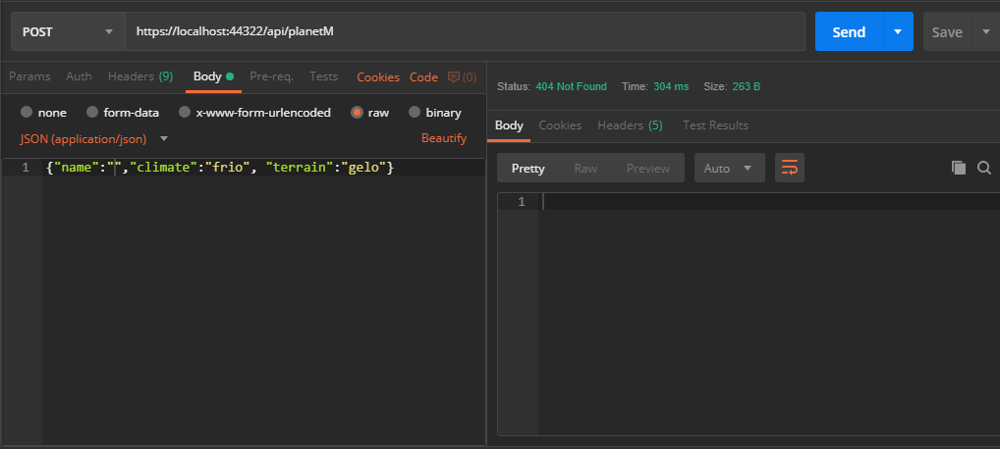 POST https://localhost:44322/api/planetM Send Save
Params Auth Headers (9) Body Pre-req. Tests Cookies Code (0)
none form-data x-www-form-urlencoded raw binary
JSON (application/json) Beautify
1 {"name":"","climate":"frio", "terrain":"gelo"}
Status: 404 Not Found Time: 304 ms Size: 263 B
Body Cookies Headers (5) Test Results
Pretty Raw Preview Auto
1